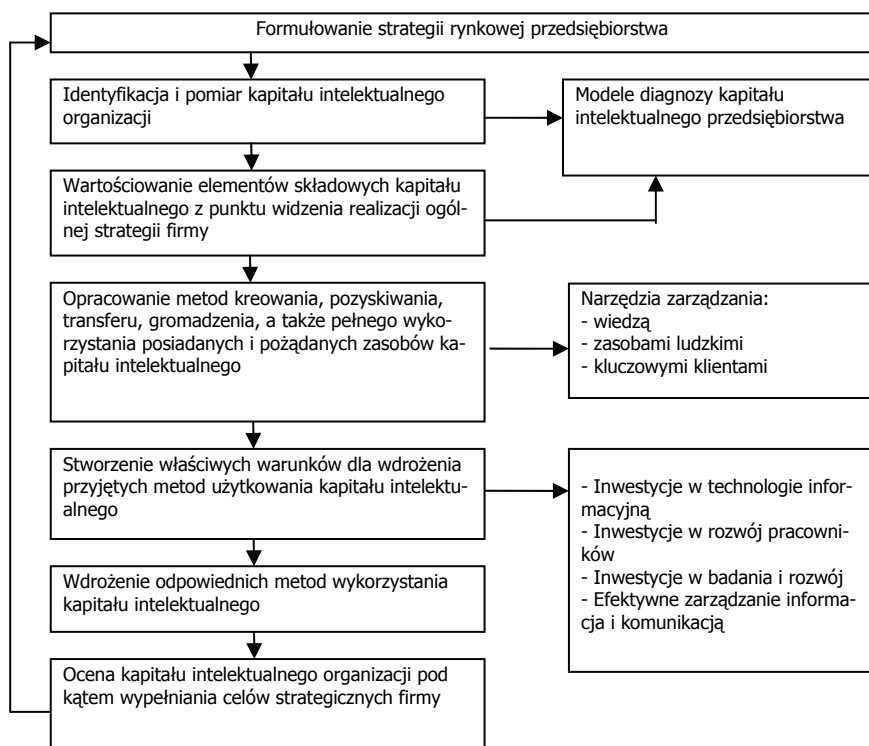 Formułowanie strategii rynkowej przedsiębiorstwa
Identyfikacja i pomiar kapitału intelektualnego
organizacji
Modele diagnozy kapitału
intelektualnego przedsiębiorstwa
Wartościowanie elementów składowych kapitału
intelektualnego z punktu widzenia realizacji ogól-
nej strategii firmy
Opracowanie metod kreowania, pozyskiwania,
transferu, gromadzenia, a także pełnego wyko-
rzystania posiadanych i pożądanych zasobów ka-
pitału intelektualnego
Narzędzia zarządzania:
- wiedzą
- zasobami ludzkimi
- kluczowymi klientami
Stworzenie właściwych warunków dla wdrożenia
przyjętych metod użytkowania kapitału intelektu-
alnego
- Inwestycje w technologie infor-
macyjną
- Inwestycje w rozwój pracowni-
ków
- Inwestycje w badania i rozwój
- Efektywne zarządzanie informa-
cja i komunikacją
Wdrożenie odpowiednich metod wykorzystania
kapitału intelektualnego
Ocena kapitału intelektualnego organizacji pod
kątem wypełniania celów strategicznych firmy